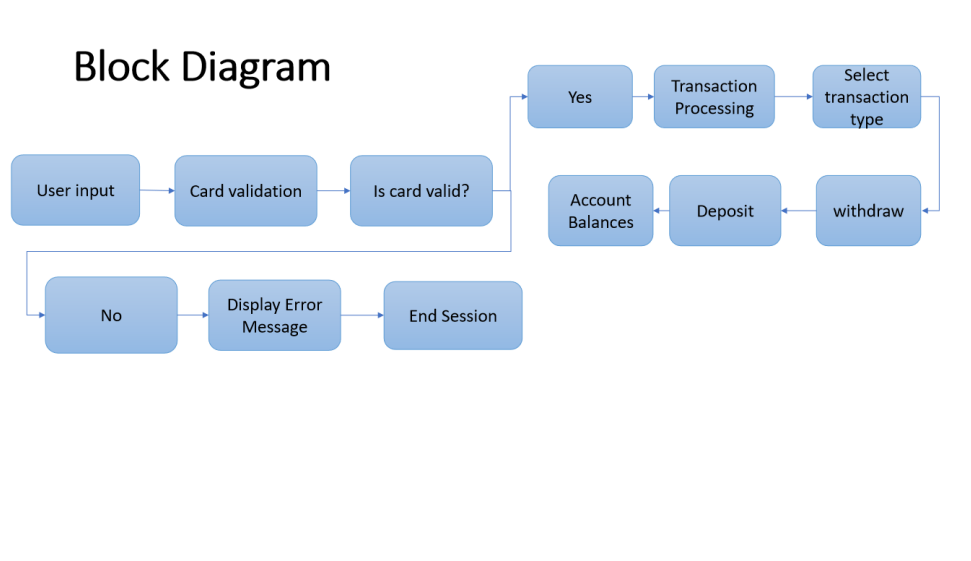 Block Diagram
User input
Card validation
Is card valid?
Yes
Transaction
Processing
Select
transaction
type
withdraw
Deposit
Account
Balances
No
Display Error
Message
End Session